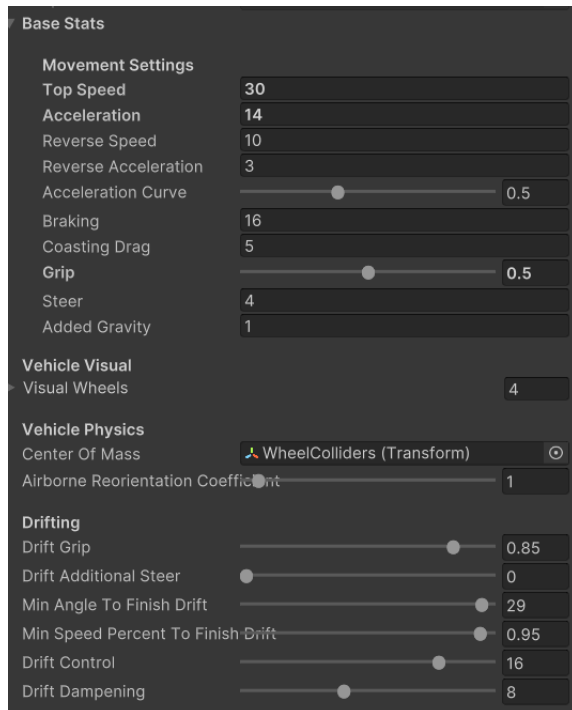 Base Stats
Movement Settings
Top Speed 30
Acceleration 14
Reverse Speed 10
Reverse Acceleration 3
Acceleration Curve 0.5
Braking 16
Coasting Drag 5
Grip 0.5
Steer 4
Added Gravity 1
Vehicle Visual
Visual Wheels 4
Vehicle Physics
Center Of Mass WheelColliders (Transform)
Airborne Reorientation Coefficient 1
Drifting
Drift Grip 0.85
Drift Additional Steer 0
Min Angle To Finish Drift 29
Min Speed Percent To Finish Drift 0.95
Drift Control 16
Drift Dampening 8